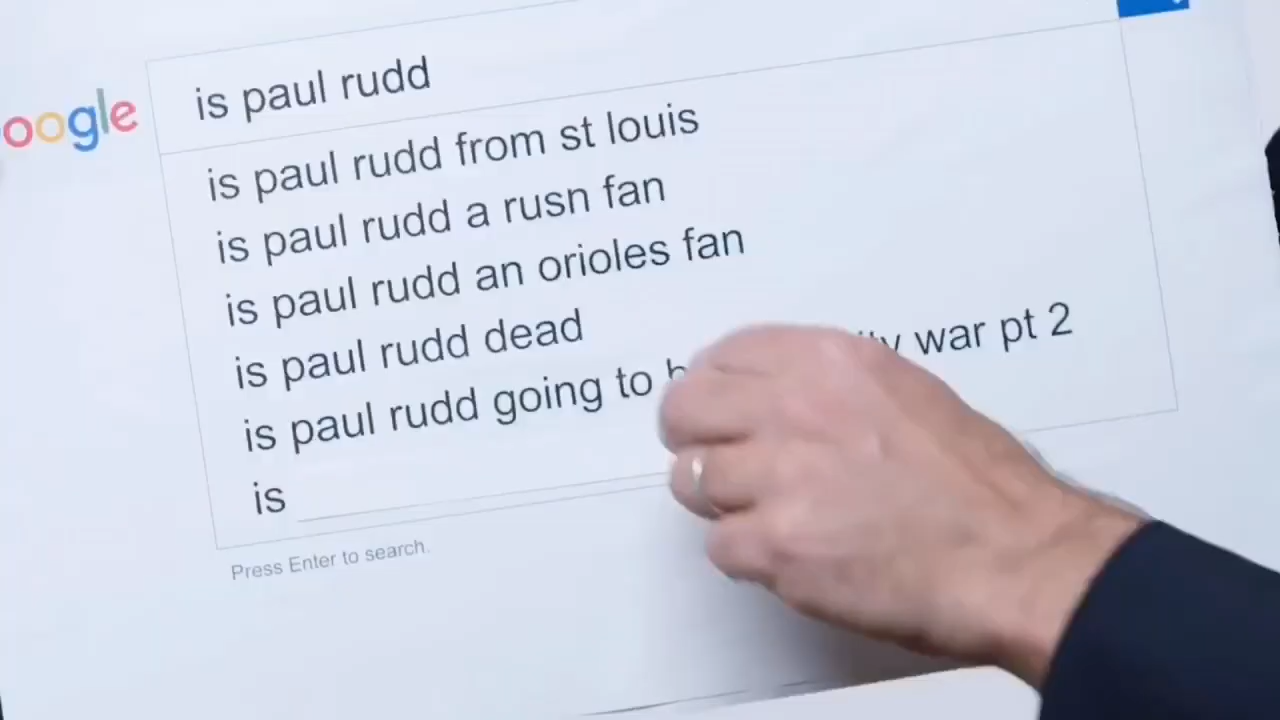 oogle
is paul rudd
is paul rudd from st louis
is paul rudd a rusn fan
is paul rudd an orioles fan
is paul rudd dead
is paul rudd going to war pt 2
is
Press Enter to search.